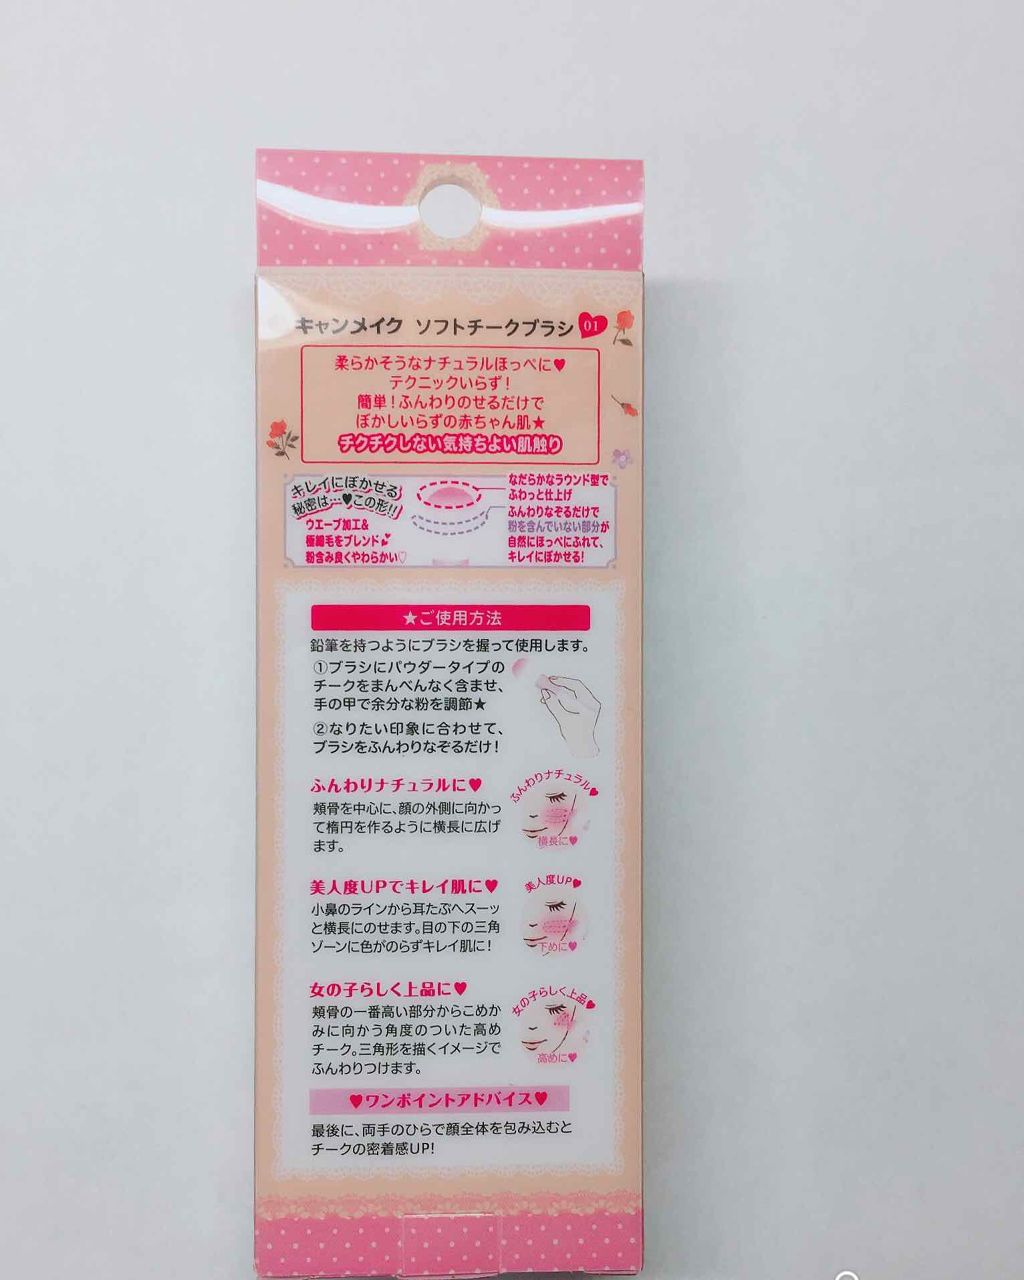 キャンメイク ソフトチークブラシ 01
柔らかそうなナチュラルほっぺに♥
テクニックいらず!
簡単!ふんわりのせるだけで
ぼかしいらずの赤ちゃん肌★
チクチクしない気持ちよい肌触り
キレイにぼかせる
秘密は…♥この形!!
ウエーブ加工&
極細毛をブレンド💕
粉含み良くやわらかい♡
なだらかなラウンド型で
ふわっと仕上げ
ふんわりなぞるだけで
粉を含んでいない部分が
自然にほっぺにふれて、
キレイにぼかせる!
★ご使用方法
鉛筆を持つようにブラシを握って使用します。
①ブラシにパウダータイプの
チークをまんべんなく含ませ、
手の甲で余分な粉を調節★
②なりたい印象に合わせて、
ブラシをふんわりなぞるだけ!
ふんわりナチュラルに♥
頬骨を中心に、顔の外側に向かっ
て楕円を作るように横長に広げ
ます。
ふんわりナチュラル♥
横長に♥
美人度UPでキレイ肌に♥
小鼻のラインから耳たぶへスーッ
と横長にのせます。目の下の三角
ゾーンに色がのらずキレイ肌に!
美人度UP♥
下めに♥
女の子らしく上品に♥
頬骨の一番高い部分からこめか
みに向かう角度のついた高め
チーク。三角形を描くイメージで
ふんわりつけます。
女の子らしく上品♥
高めに♥
♥ワンポイントアドバイス♥
最後に、両手のひらで顔全体を包み込むと
チークの密着感UP!